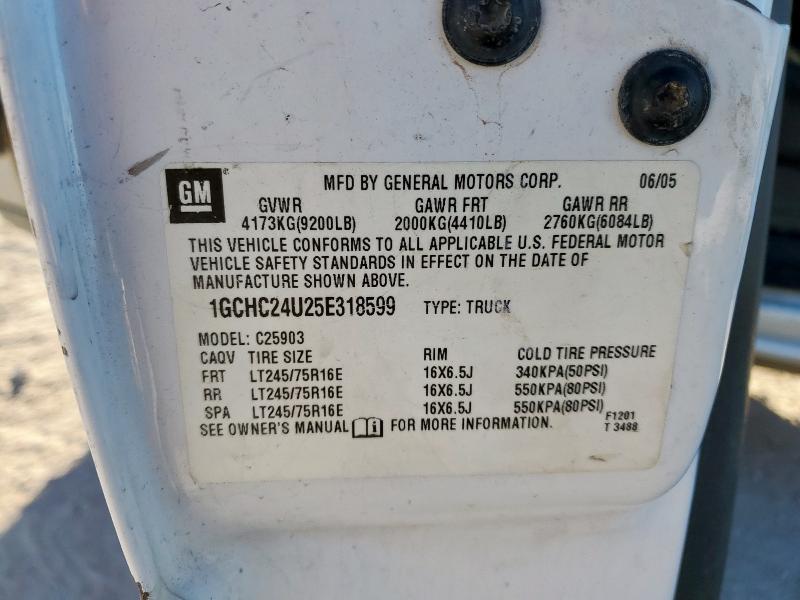 GM MFD BY GENERAL MOTORS CORP. 06/05
GVWR GAWR FRT GAWR RR
4173KG(9200LB) 2000KG(4410LB) 2760KG(6084LB)
THIS VEHICLE CONFORMS TO ALL APPLICABLE U.S. FEDERAL MOTOR
VEHICLE SAFETY STANDARDS IN EFFECT ON THE DATE OF
MANUFACTURE SHOWN ABOVE.
1GCHC24U25E318599 TYPE: TRUCK
MODEL: C25903
CAQV TIRE SIZE RIM COLD TIRE PRESSURE
FRT LT245/75R16E 16X6.5J 340KPA(50PSI)
RR LT245/75R16E 16X6.5J 550KPA(80PSI)
SPA LT245/75R16E 16X6.5J 550KPA(80PSI)
SEE OWNER'S MANUAL i FOR MORE INFORMATION.
F1201
T 3488